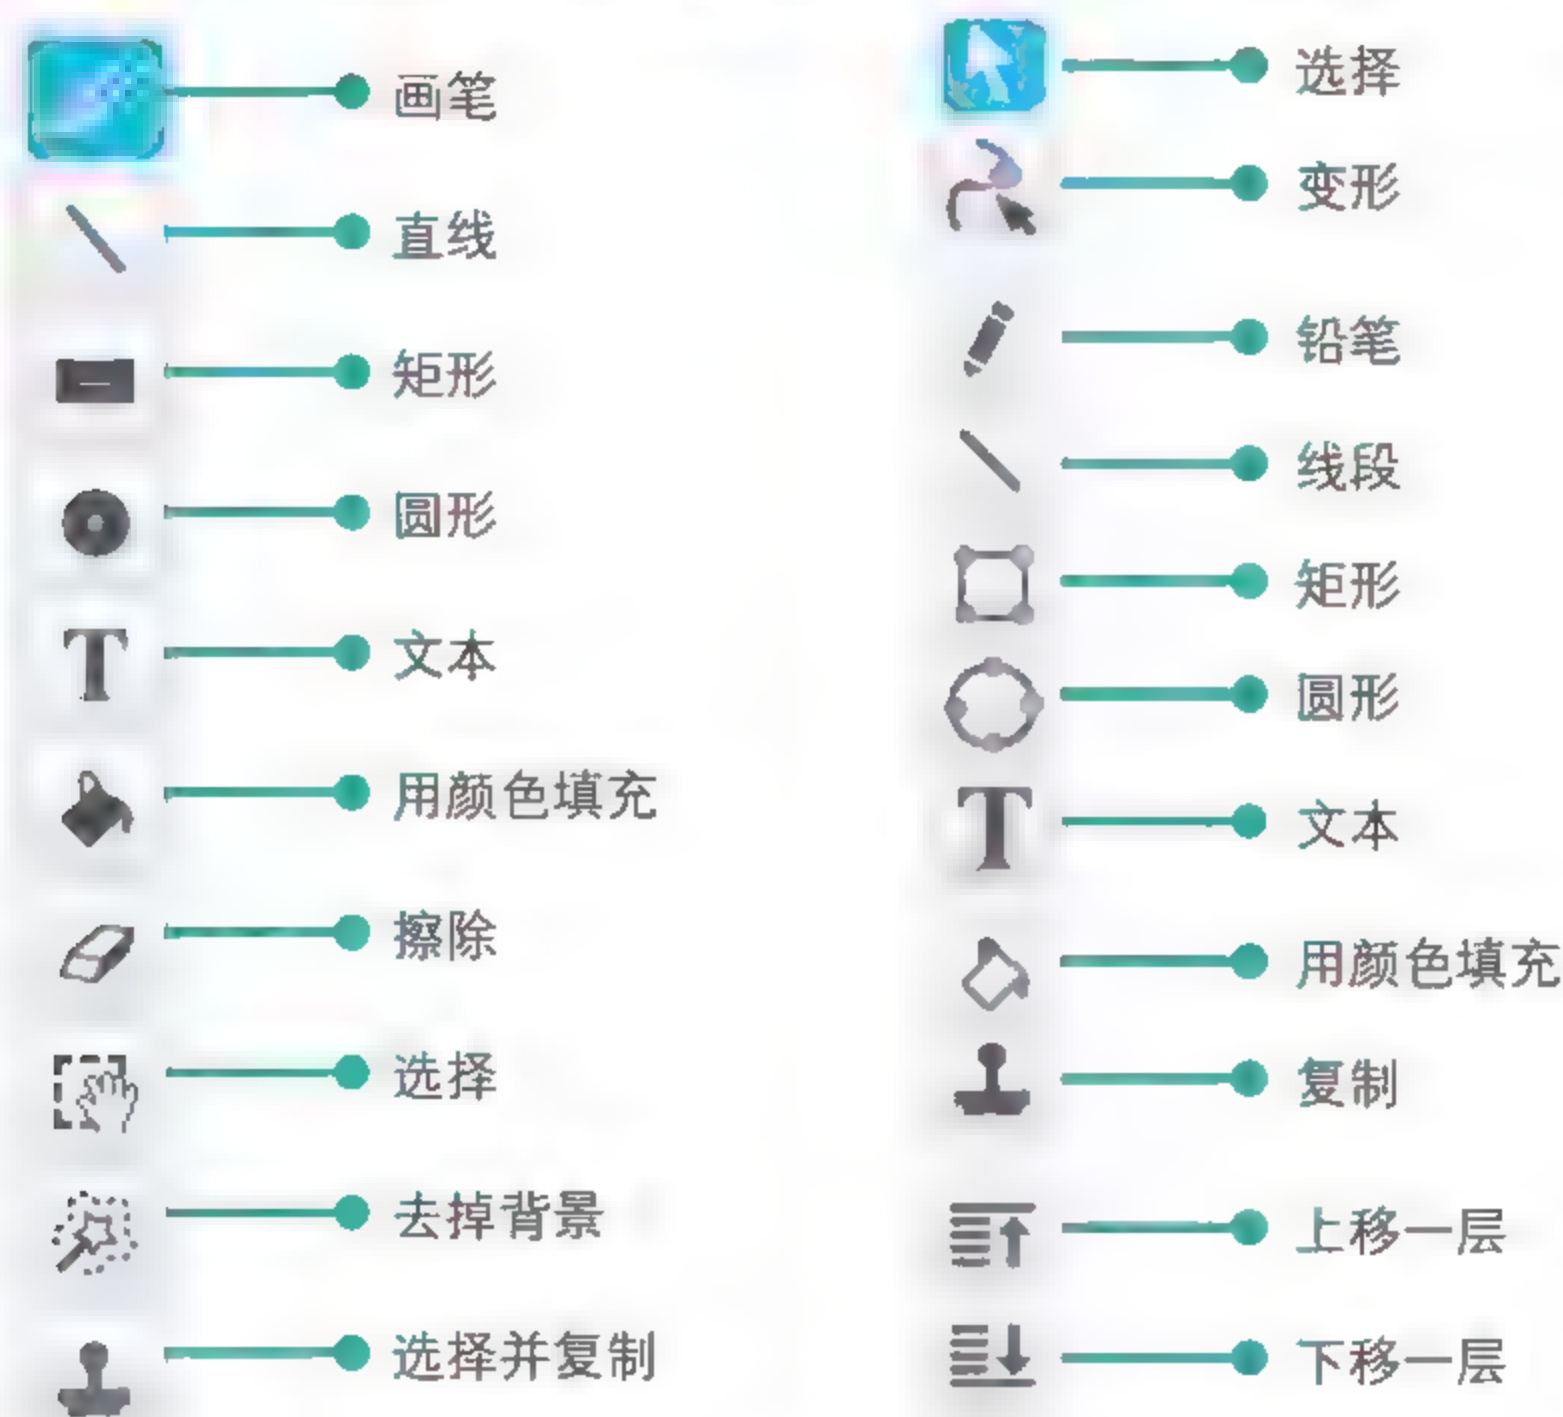 画笔
直线
矩形
圆形
文本
用颜色填充
擦除
选择
去掉背景
选择并复制
选择
变形
铅笔
线段
矩形
圆形
文本
用颜色填充
复制
上移一层
下移一层